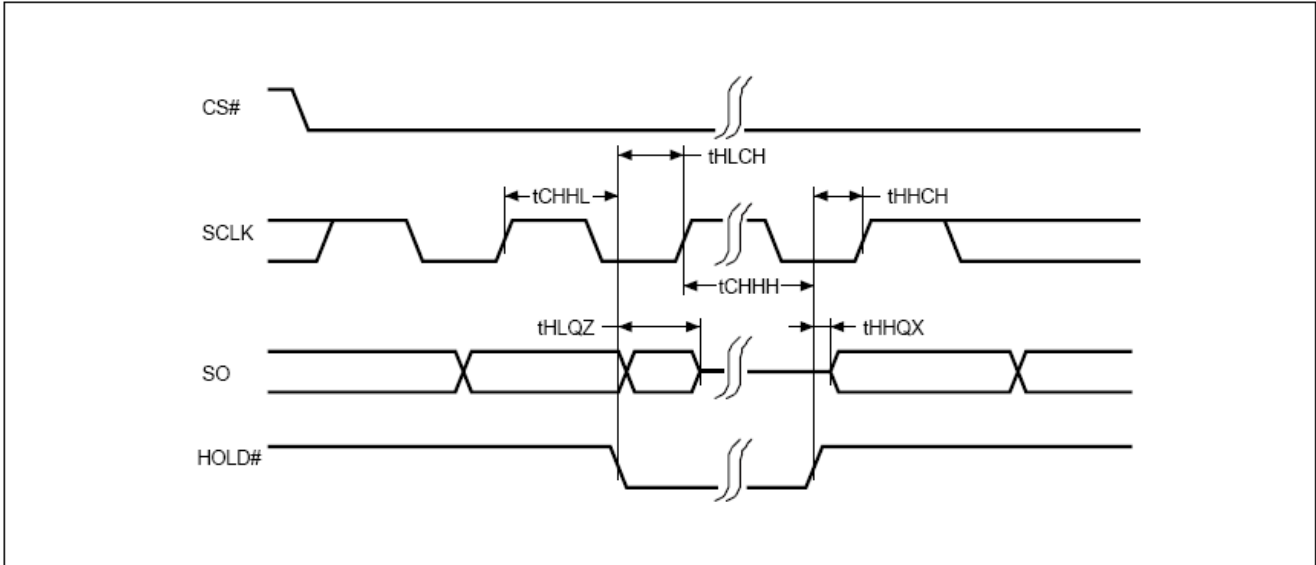 CS#
tHLCH
tCHHL
tHHCH
SCLK
tCHHH
tHLQZ
tHHQX
SO
HOLD#